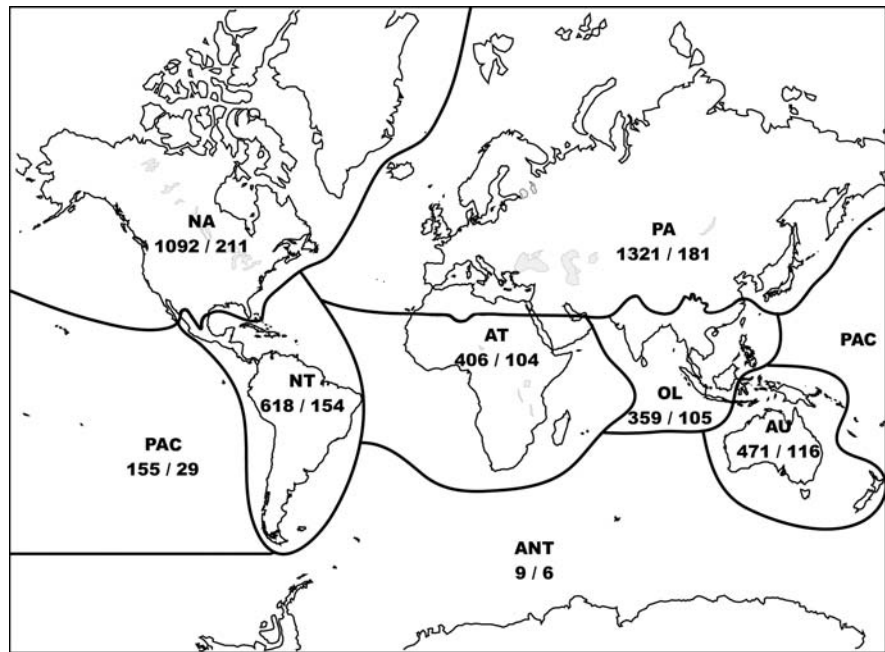 NA
1092 / 211
PA
1321 / 181
AT
406 / 104
PAC
NT
618 / 154
OL
359 / 105
AU
471 / 116
PAC
155 / 29
ANT
9 / 6